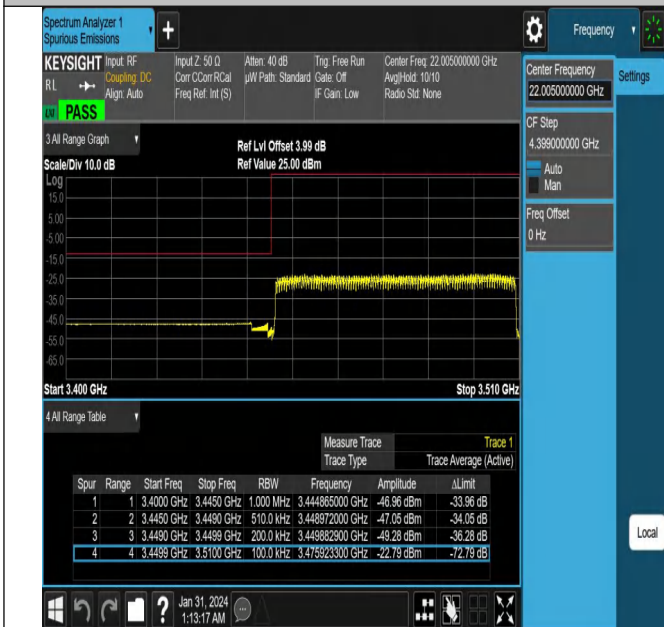 Spectrum Analyzer 1
Spurious Emissions
+
Frequency
KEYSIGHT
RL
LXI
PASS
Input: RF
Coupling: DC
Align: Auto
Input Z: 50 Ω
Corr CCorr RCal
Freq Ref: Int (S)
Atten: 40 dB
µW Path: Standard
Trig: Free Run
Gate: Off
IF Gain: Low
Center Freq: 22.005000000 GHz
Avg|Hold: 10/10
Radio Std: None
Center Frequency
22.005000000 GHz
Settings
CF Step
4.399000000 GHz
Auto
Man
Freq Offset
0 Hz
3 All Range Graph
Scale/Div 10.0 dB
Ref Lvl Offset 3.99 dB
Ref Value 25.00 dBm
Log
15.0
5.00
-5.00
-15.0
-25.0
-35.0
-45.0
-55.0
-65.0
Start 3.400 GHz
Stop 3.510 GHz
4 All Range Table
Measure Trace Trace 1
Trace Type Trace Average (Active)
Spur Range Start Freq Stop Freq RBW Frequency Amplitude ΔLimit
1 1 3.4000 GHz 3.4450 GHz 1.000 MHz 3.444865000 GHz -46.96 dBm -33.96 dB
2 2 3.4450 GHz 3.4490 GHz 510.0 kHz 3.448972000 GHz -47.05 dBm -34.05 dB
3 3 3.4490 GHz 3.4499 GHz 200.0 kHz 3.449882900 GHz -49.28 dBm -36.28 dB
4 4 3.4499 GHz 3.5100 GHz 100.0 kHz 3.475923300 GHz -22.79 dBm -72.79 dB
Local
?
Jan 31, 2024
1:13:17 AM